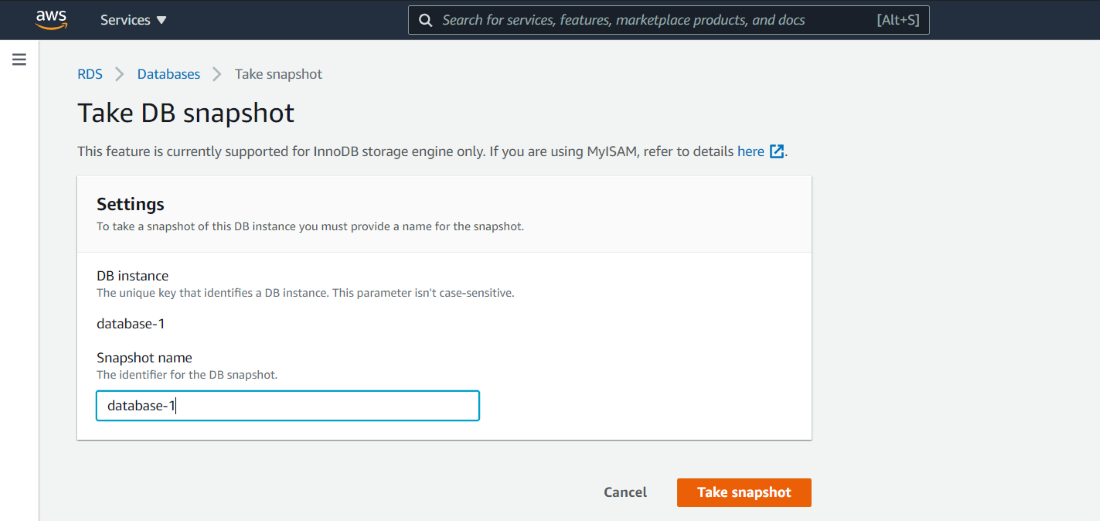 aws Services ▼ Search for services, features, marketplace products, and docs [Alt+S]
RDS > Databases > Take snapshot
Take DB snapshot
This feature is currently supported for InnoDB storage engine only. If you are using MyISAM, refer to details here.
Settings
To take a snapshot of this DB instance you must provide a name for the snapshot.
DB instance
The unique key that identifies a DB instance. This parameter isn't case-sensitive.
database-1
Snapshot name
The identifier for the DB snapshot.
database-1
Cancel Take snapshot